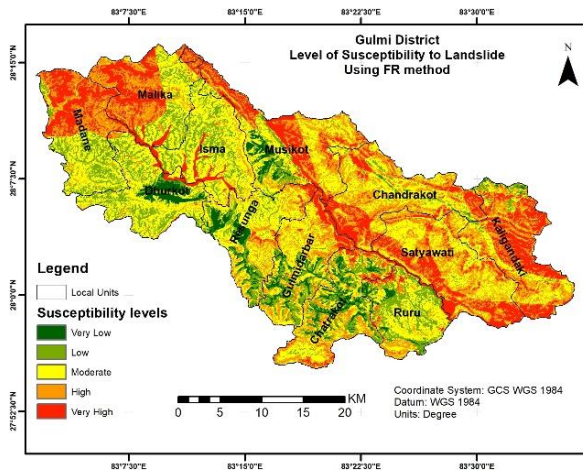 83°7'30"E
83°15'0"E
83°22'30"E
83°30'0"E
Gulmi District
Level of Susceptibility to Landslide
Using FR method
N
28°15'0"N
28°7'30"N
28°0'0"N
27°52'30"N
Malika
Madane
Isma
Musikot
Dhurkot
Resunga
Chandrakot
Kaligandaki
Satyawati
Gulmidarbar
Chatrakot
Ruru
Legend
Local Units
Susceptibility levels
Very Low
Low
Moderate
High
Very High
KM
0 2.5 5 10 15 20
Coordinate System: GCS WGS 1984
Datum: WGS 1984
Units: Degree
83°7'30"E
83°15'0"E
83°22'30"E
83°30'0"E